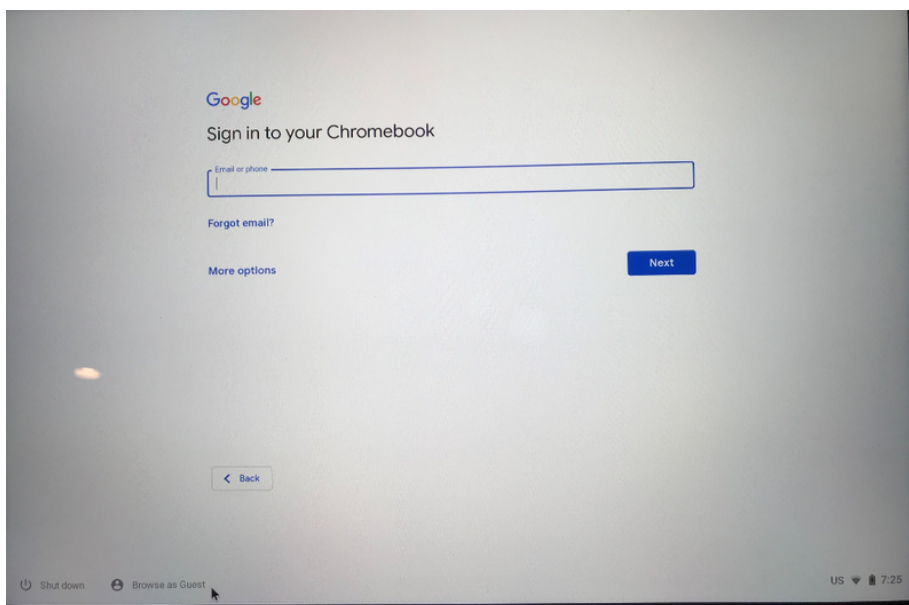 Google
Sign in to your Chromebook
Email or phone
Forgot email?
More options
Next
Back
Shut down
Browse as Guest
US
7:25